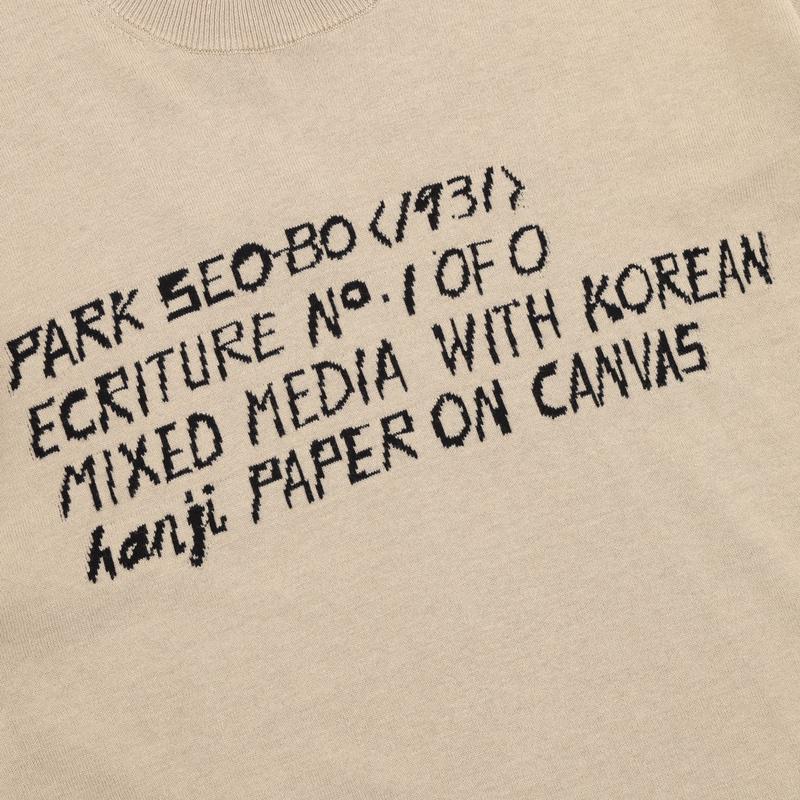 PARK SEO-BO <1931>
ECRITURE No. 1 OF 0
MIXED MEDIA WITH KOREAN
hanji PAPER ON CANVAS